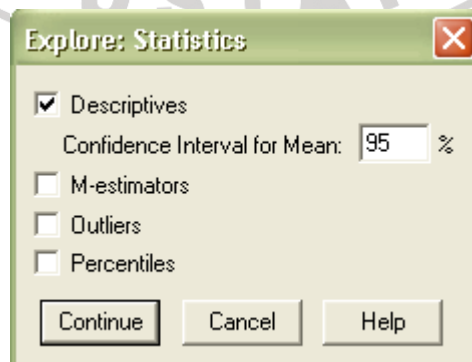 Explore: Statistics
Descriptives
Confidence Interval for Mean: 95 %
M-estimators
Outliers
Percentiles
Continue Cancel Help